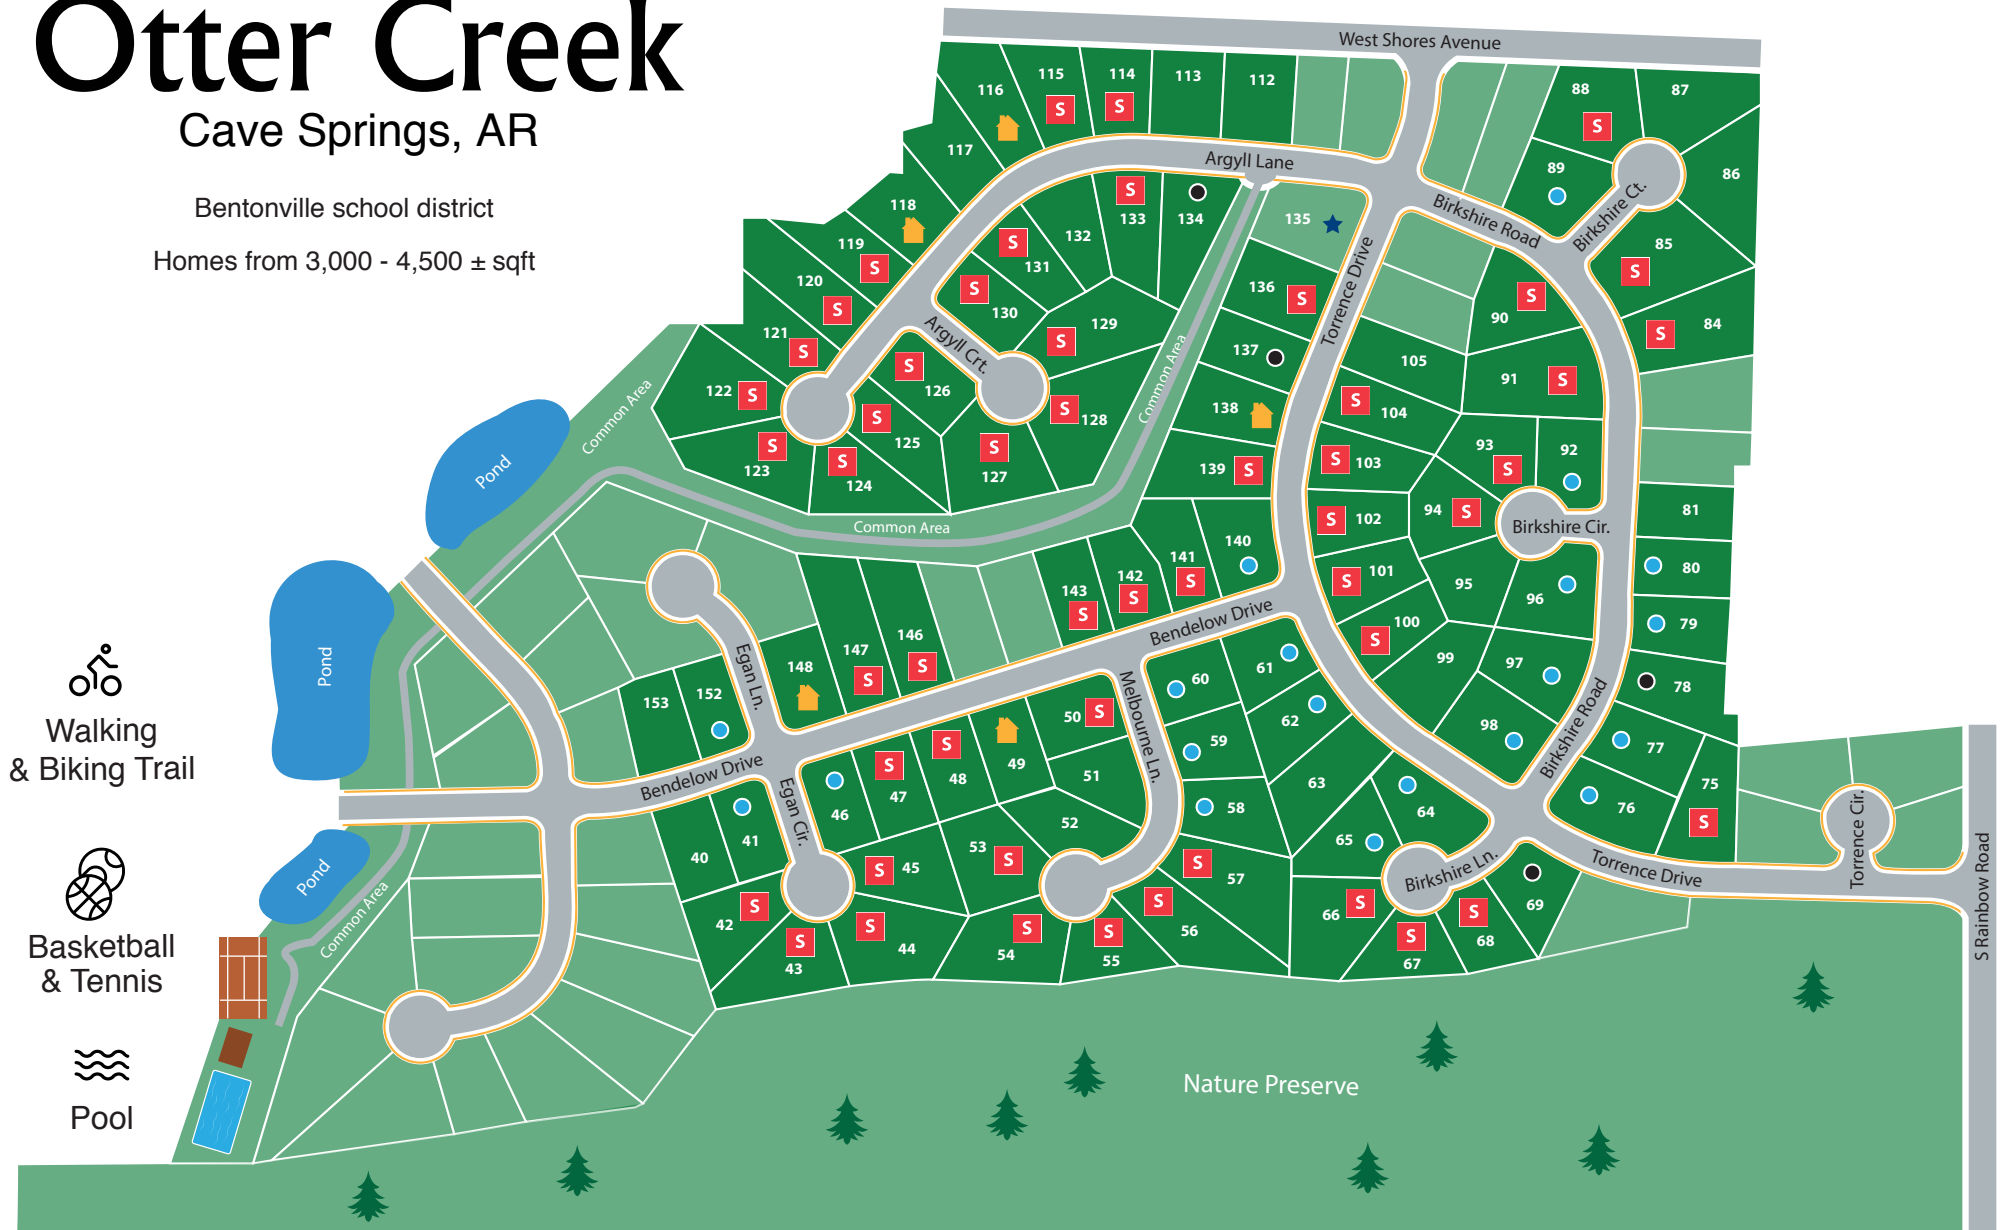 Otter Creek
Cave Springs, AR
Bentonville school district
Homes from 3,000 - 4,500 ± sqft
Walking
& Biking Trail
Basketball
& Tennis
Pool
West Shores Avenue
Argyll Lane
Birkshire Road
Birkshire Ct.
Torrence Drive
Argyll Crt.
Common Area
Common Area
Common Area
Common Area
Pond
Pond
Pond
Birkshire Cir.
Bendelow Drive
Bendelow Drive
Egan Ln.
Egan Cir.
Melbourne Ln.
Birkshire Road
Birkshire Ln.
Torrence Drive
Torrence Cir.
S Rainbow Road
Nature Preserve
116
115 S
114 S
113
112
88 S
87
117
89
86
118
119 S
120 S
121 S
122 S
123 S
124 S
125 S
126 S
127 S
128 S
129 S
130 S
131 S
132
133 S
134
135
136 S
137
138
139 S
140
141 S
142 S
143 S
146 S
147 S
148
152
153
85 S
84 S
90 S
91 S
92
93 S
94 S
95
96
97
98
99
100 S
101 S
102 S
103 S
104 S
105
81
80
79
78
77
76
75 S
40
41
42 S
43 S
44 S
45 S
46
47 S
48 S
49
50 S
51
52
53 S
54 S
55 S
56 S
57 S
58
59
60
61
62
63
64
65
66 S
67 S
68 S
69